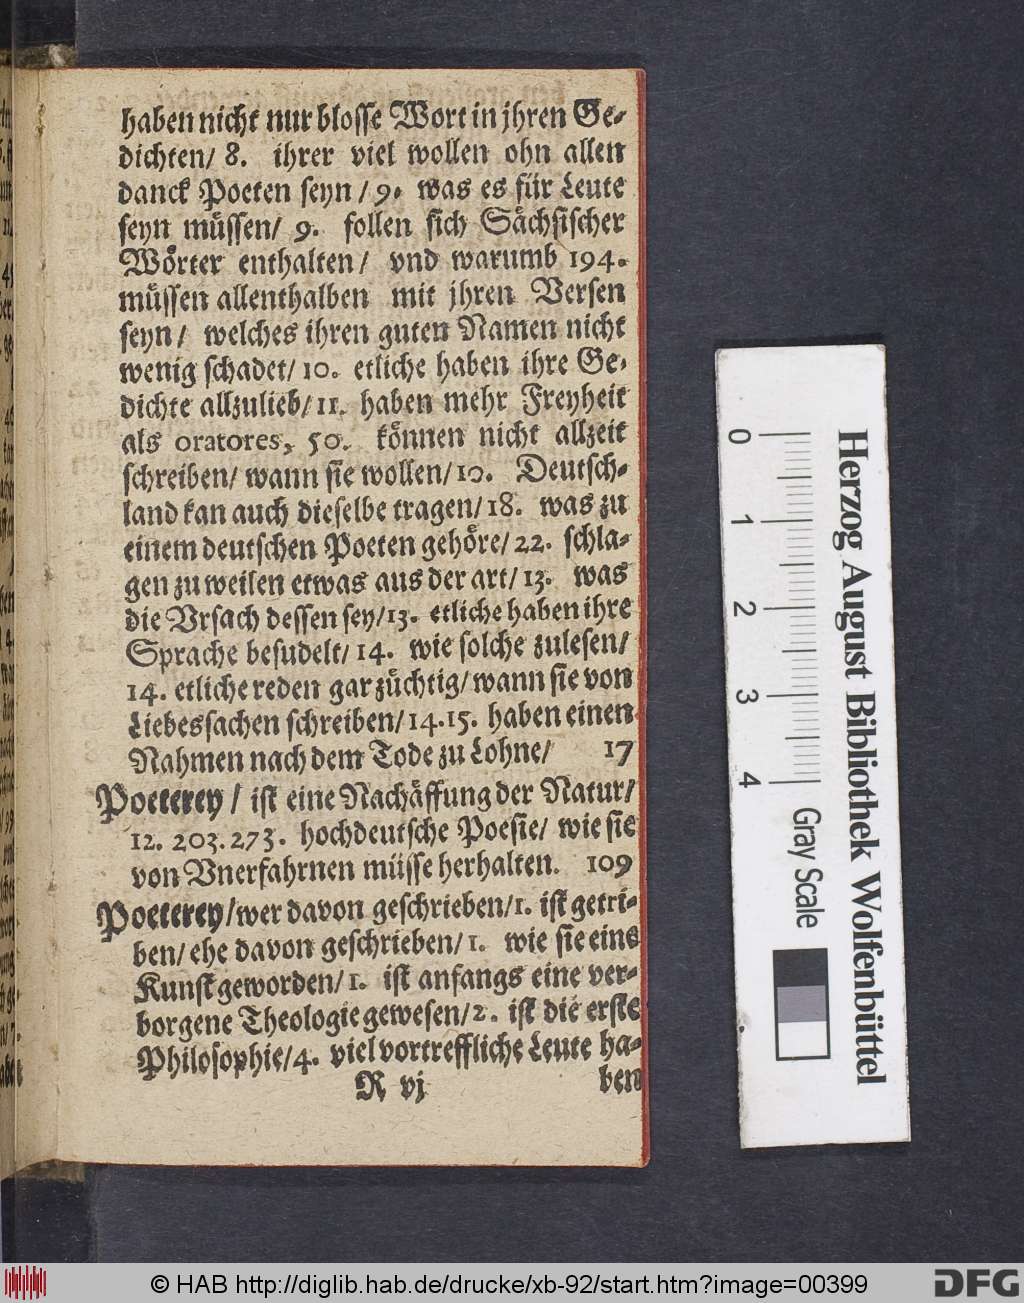 haben nicht nur blosse Wort in jhren Ge-
dichten/ 8. ihrer viel wollen ohn allen
danck Poeten seyn / 9. was es für Leute
seyn müssen/ 9. sollen sich Sächsischer
Wörter enthalten/ vnd warumb 194.
müssen allenthalben mit jhren Versen
seyn / welches ihren guten Namen nicht
wenig schadet/ 10. etliche haben ihre Ge-
dichte allzulieb/ 11. haben mehr Freyheit
als oratores, 50. können nicht allzeit
schreiben/ wann sie wollen/ 10. Deutsch-
land kan auch dieselbe tragen/ 18. was zu
einem deutschen Poeten gehöre/ 22. schla-
gen zu weilen etwas aus der art/ 13. was
die Vrsach dessen sey/ 13. etliche haben ihre
Sprache besudelt/ 14. wie solche zulesen/
14. etliche reden gar züchtig/ wann sie von
Liebessachen schreiben/ 14. 15. haben einen
Nahmen nach dem Tode zu Lohne/ 17
Poeterey / ist eine Nachäffung der Natur/
12. 203. 273. hochdeutsche Poesie/ wie sie
von Vnerfahrnen müsse herhalten. 109
Poeterey/ wer davon geschrieben/ 1. ist getri-
ben/ ehe davon geschrieben/ 1. wie sie eine
Kunst geworden/ 1. ist anfangs eine ver-
borgene Theologie gewesen/ 2. ist die erste
Philosophie/ 4. viel vortreffliche Leute ha-
R vj ben
Herzog August Bibliothek Wolfenbüttel
0 1 2 3 4
Gray Scale
© HAB http://diglib.hab.de/drucke/xb-92/start.htm?image=00399
DFG